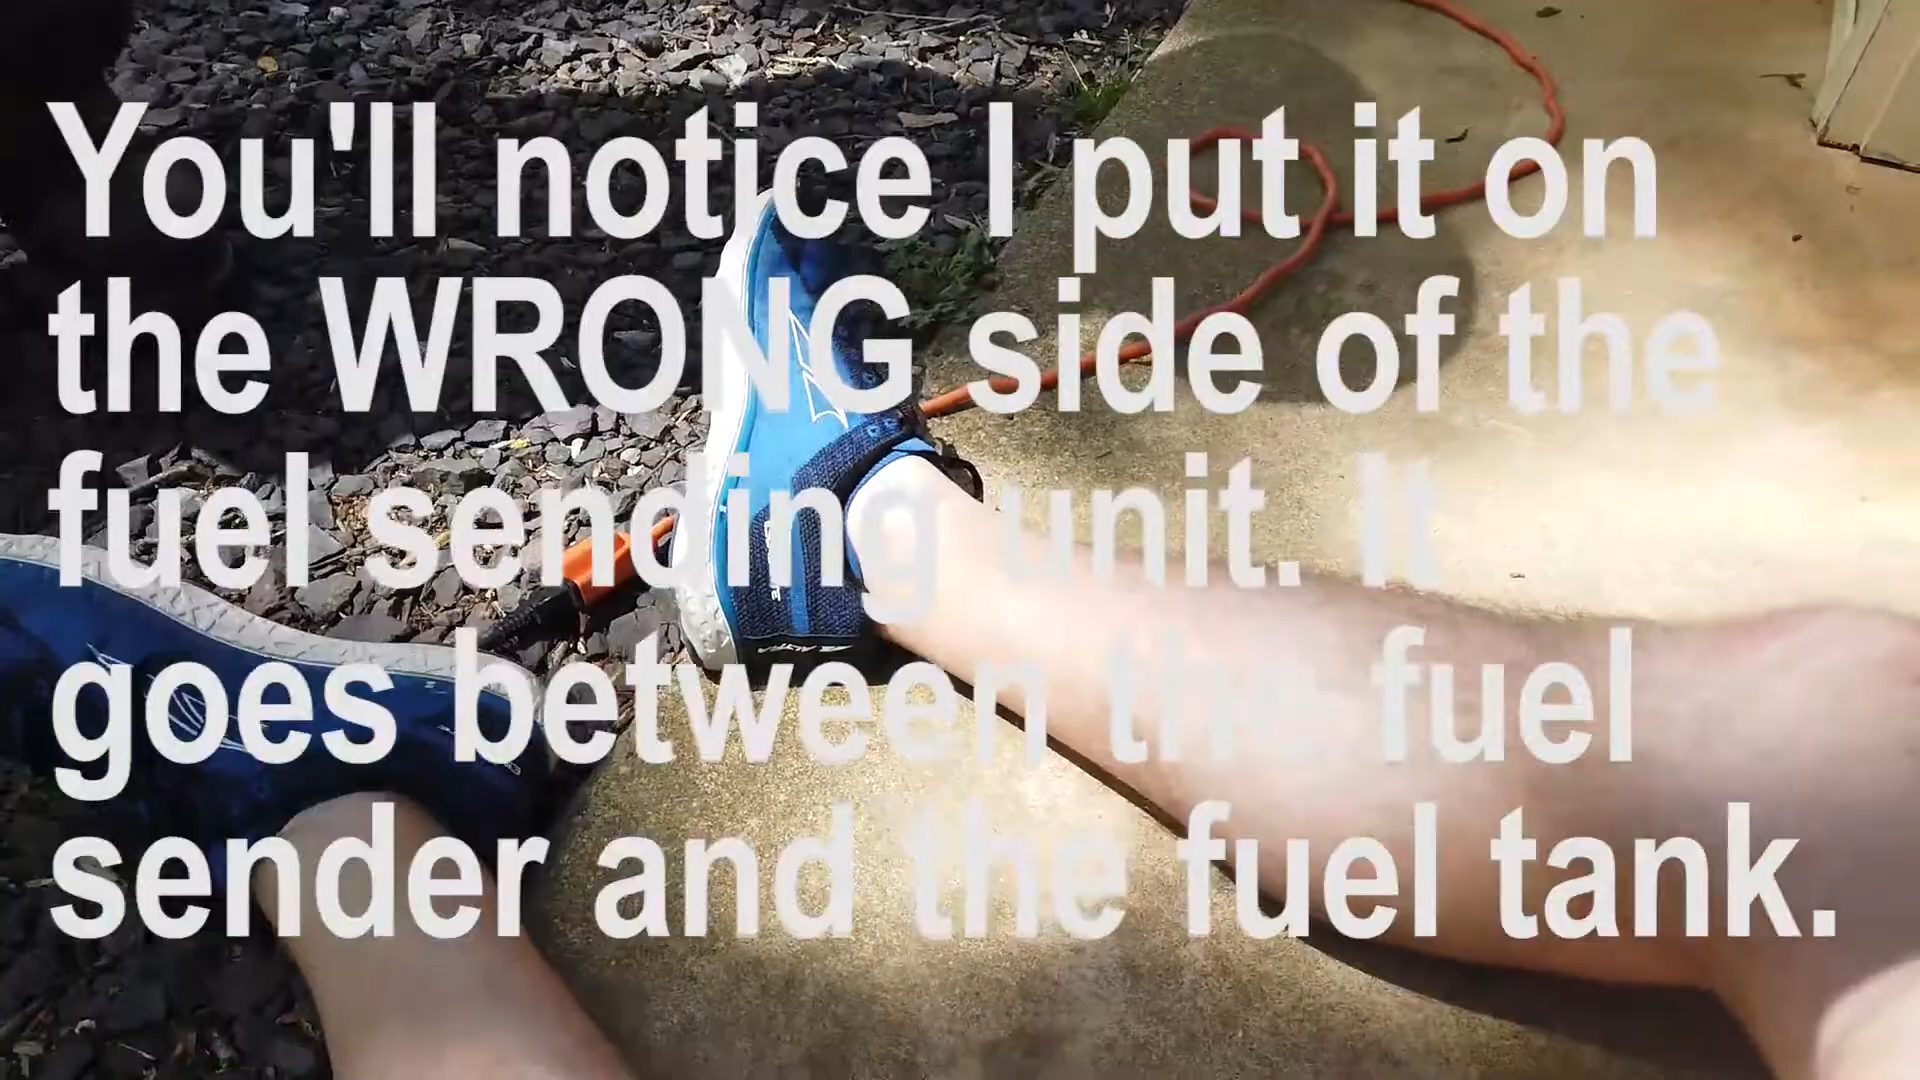 You'll notice I put it on
the WRONG side of the
fuel sending unit. It
goes between the fuel
sender and the fuel tank.
ALTRA